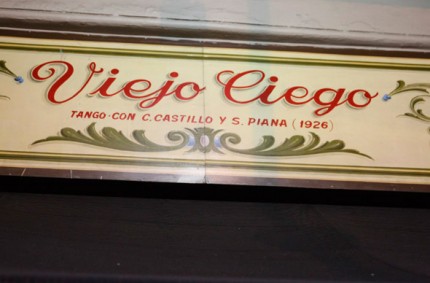 Viejo Ciego
TANGO-CON C. CASTILLO Y S. PIANA (1926)